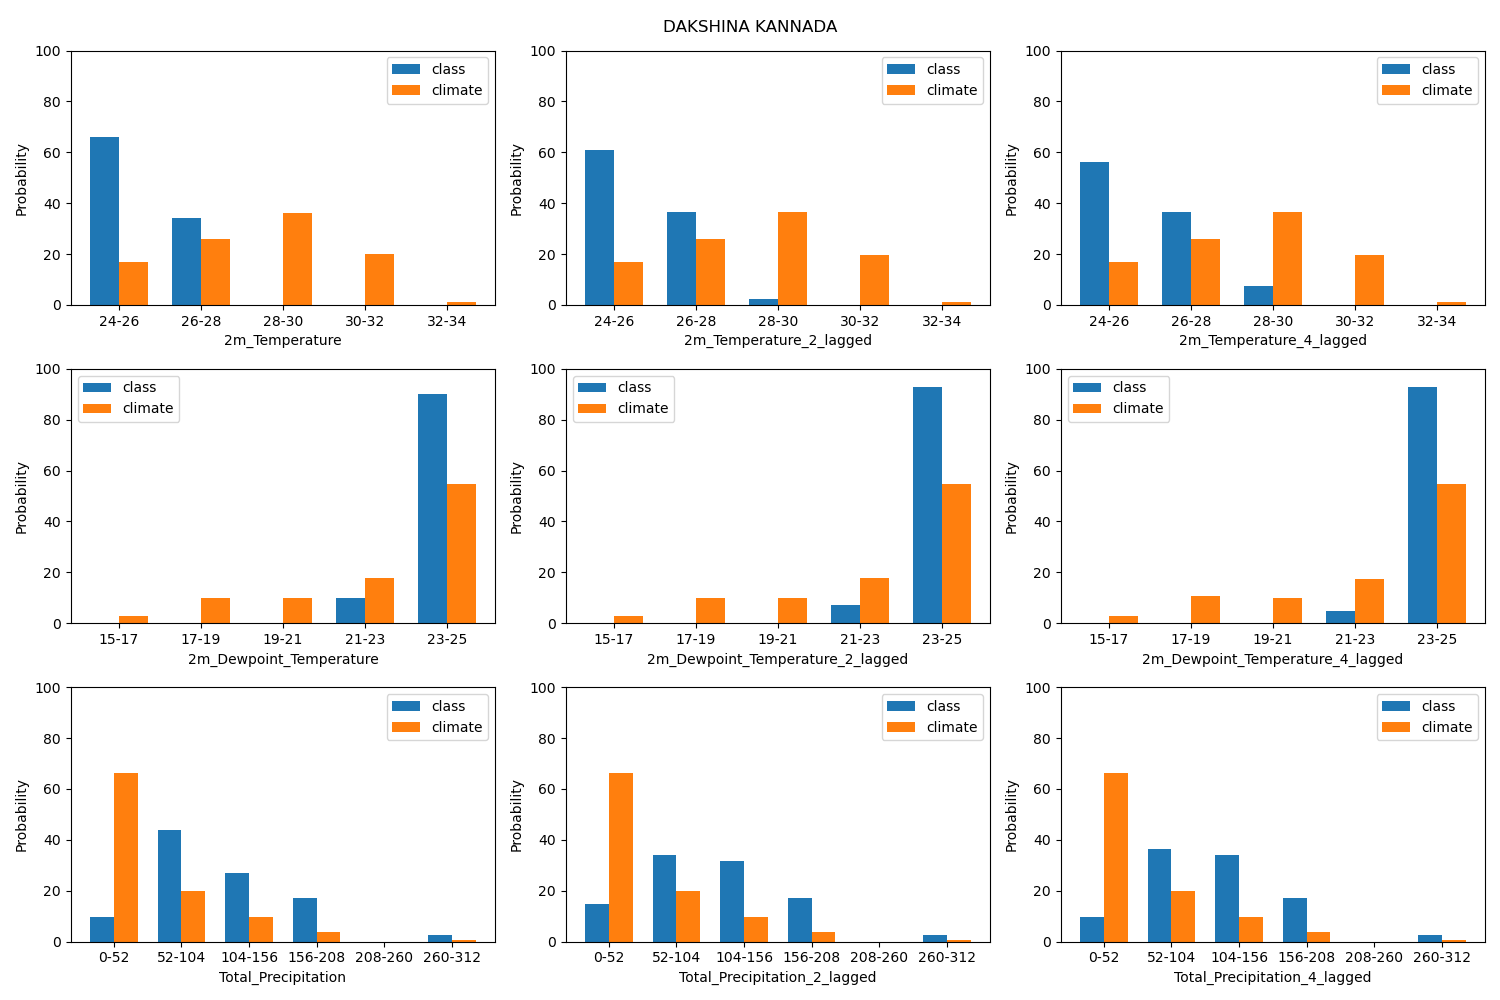 DAKSHINA KANNADA
100
80
60
40
20
0
Probability
class
climate
24-26 26-28 28-30 30-32 32-34
2m_Temperature
100
80
60
40
20
0
Probability
class
climate
24-26 26-28 28-30 30-32 32-34
2m_Temperature_2_lagged
100
80
60
40
20
0
Probability
class
climate
24-26 26-28 28-30 30-32 32-34
2m_Temperature_4_lagged
100
80
60
40
20
0
Probability
class
climate
15-17 17-19 19-21 21-23 23-25
2m_Dewpoint_Temperature
100
80
60
40
20
0
Probability
class
climate
15-17 17-19 19-21 21-23 23-25
2m_Dewpoint_Temperature_2_lagged
100
80
60
40
20
0
Probability
class
climate
15-17 17-19 19-21 21-23 23-25
2m_Dewpoint_Temperature_4_lagged
100
80
60
40
20
0
Probability
class
climate
0-52 52-104 104-156 156-208 208-260 260-312
Total_Precipitation
100
80
60
40
20
0
Probability
class
climate
0-52 52-104 104-156 156-208 208-260 260-312
Total_Precipitation_2_lagged
100
80
60
40
20
0
Probability
class
climate
0-52 52-104 104-156 156-208 208-260 260-312
Total_Precipitation_4_lagged